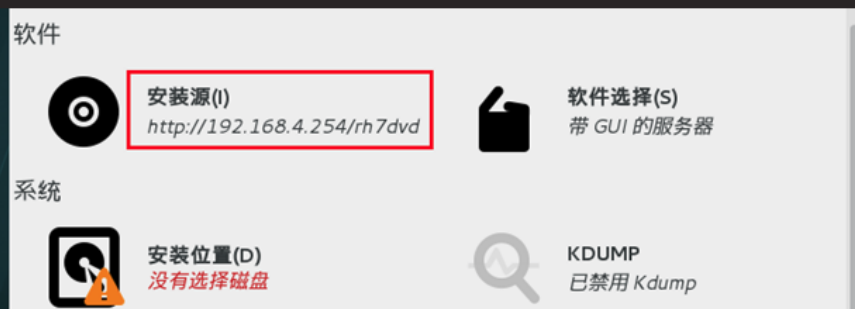 软件
安装源(I)
http://192.168.4.254/rh7dvd
软件选择(S)
带 GUI 的服务器
系统
安装位置(D)
没有选择磁盘
KDUMP
已禁用 Kdump